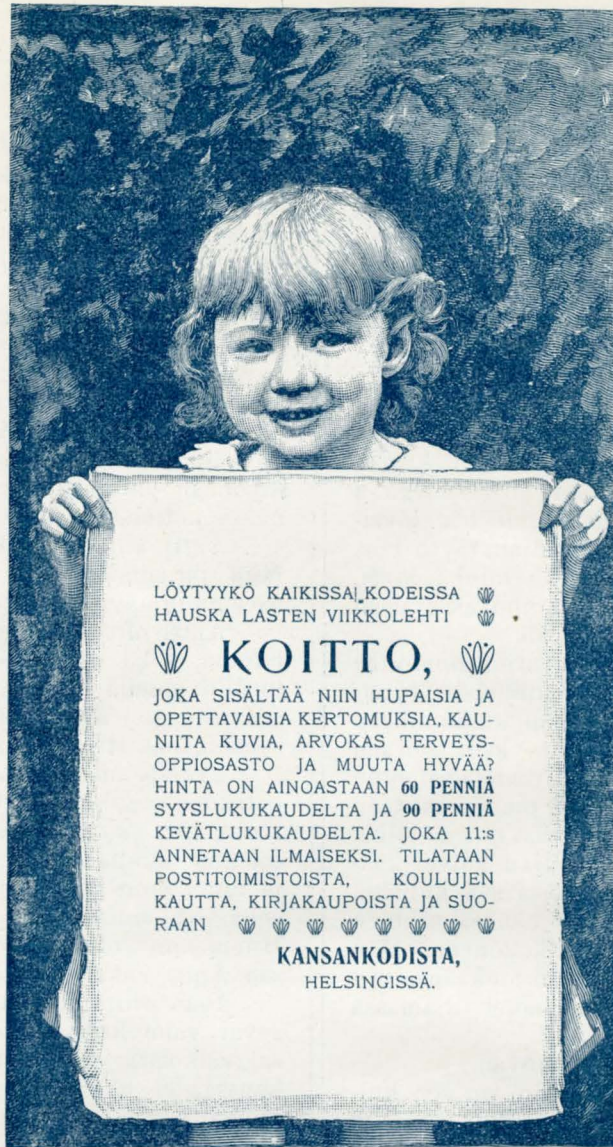 LÖYTYYKÖ KAIKISSA KODEISSA
HAUSKA LASTEN VIIKKOLEHTI
KOITTO,
JOKA SISÄLTÄÄ NIIN HUPAISIA JA
OPETTAVAISIA KERTOMUKSIA, KAU-
NIITA KUVIA, ARVOKAS TERVEYS-
OPPIOSASTO JA MUUTA HYVÄÄ?
HINTA ON AINOASTAAN 60 PENNIÄ
SYYSLUKUKAUDELTA JA 90 PENNIÄ
KEVÄTLUKUKAUDELTA. JOKA 11:s
ANNETAAN ILMAISEKSI. TILATAAN
POSTITOIMISTOISTA, KOULUJEN
KAUTTA, KIRJAKAUPOISTA JA SUO-
RAAN
KANSANKODISTA,
HELSINGISSÄ.